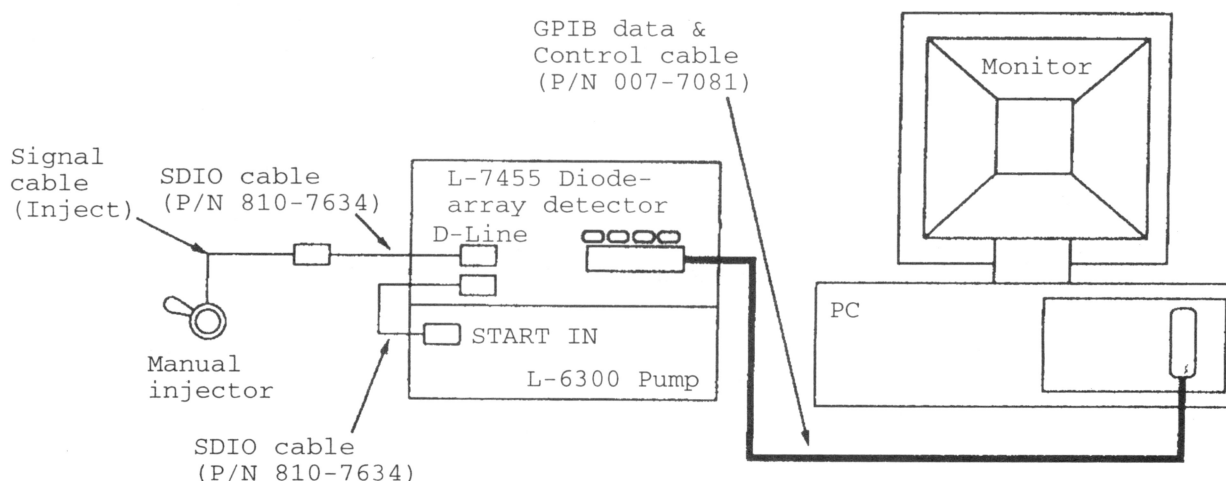 GPIB data &
Control cable
(P/N 007-7081)
Monitor
Signal
cable
(Inject)
SDIO cable
(P/N 810-7634)
L-7455 Diode-
array detector
D-Line
PC
START IN
Manual
injector
L-6300 Pump
SDIO cable
(P/N 810-7634)